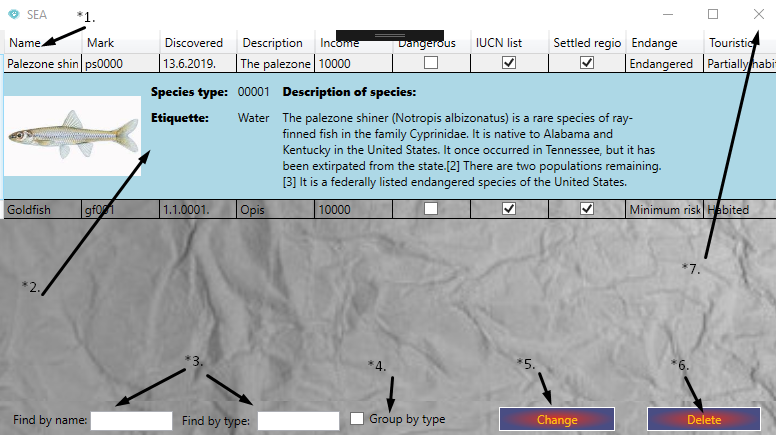 SEA
*1.
Name Mark Discovered Description Income Dangerous IUCN list Settled regio Endange Touristic
Palezone shin ps0000 13.6.2019. The palezone 10000 Endangered Partially habit
Species type: 00001 Description of species:
Etiquette: Water The palezone shiner (Notropis albizonatus) is a rare species of ray-
finned fish in the family Cyprinidae. It is native to Alabama and
Kentucky in the United States. It once occurred in Tennessee, but it has
been extirpated from the state.[2] There are two populations remaining.
[3] It is a federally listed endangered species of the United States.
Goldfish gf001 1.1.0001. Opis 10000 Minimum risk Habited
*7.
*2.
*3.
*4.
*5.
*6.
Find by name: Find by type: Group by type Change Delete